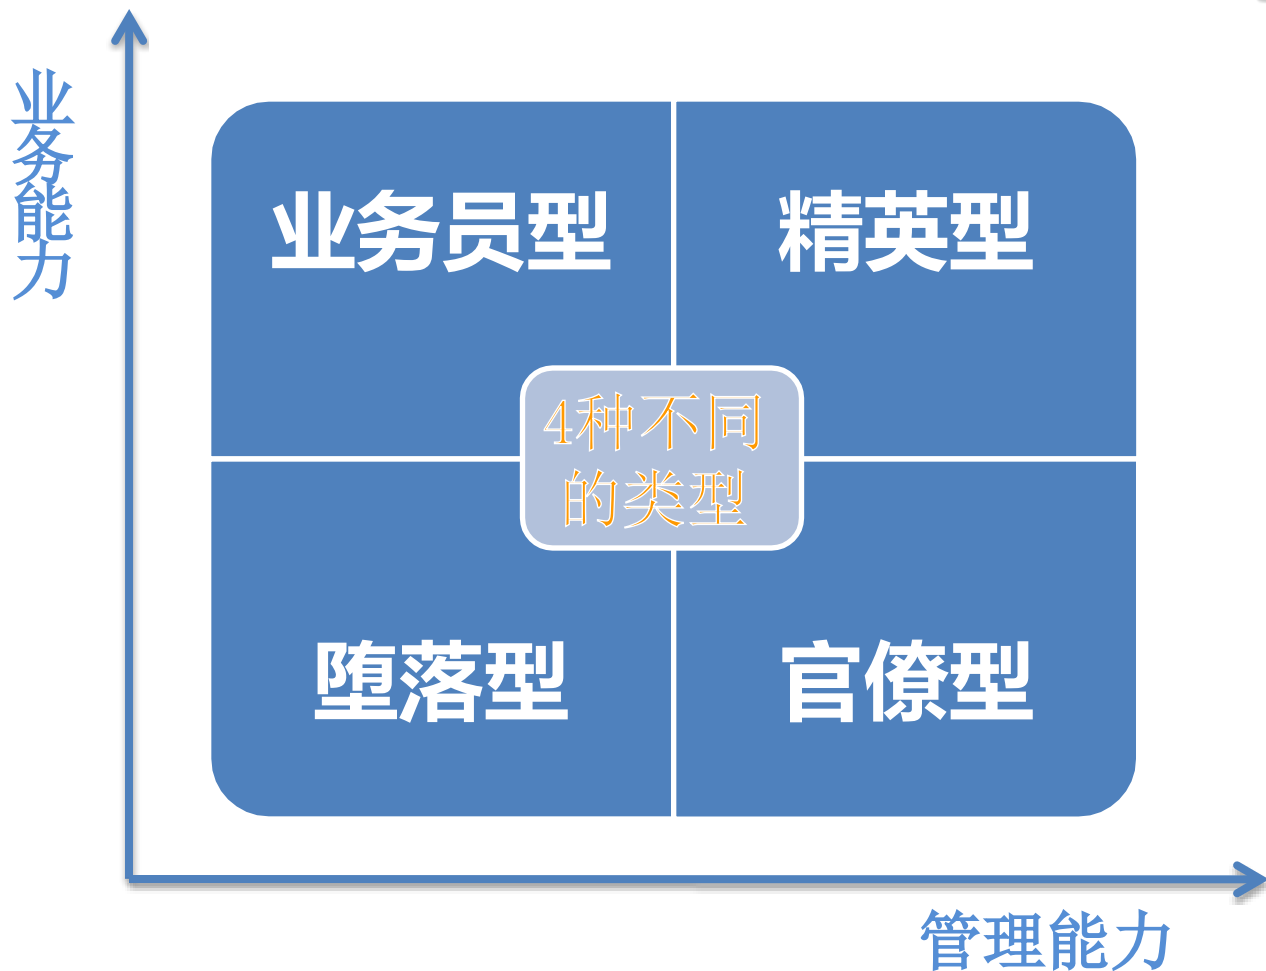 业务能力
业务员型
精英型
4种不同
的类型
堕落型
官僚型
管理能力